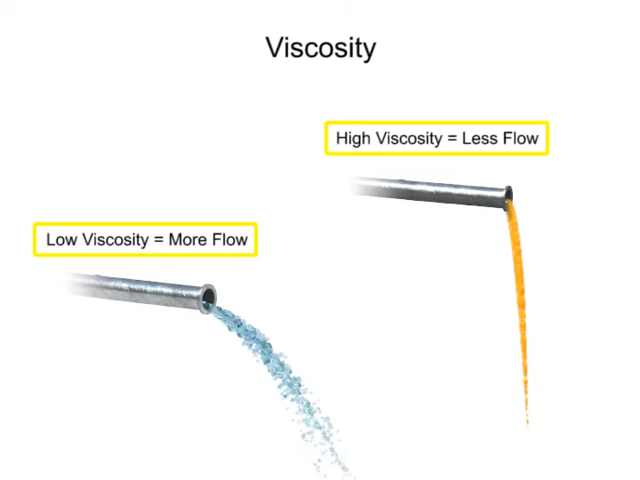 Viscosity
High Viscosity = Less Flow
Low Viscosity = More Flow